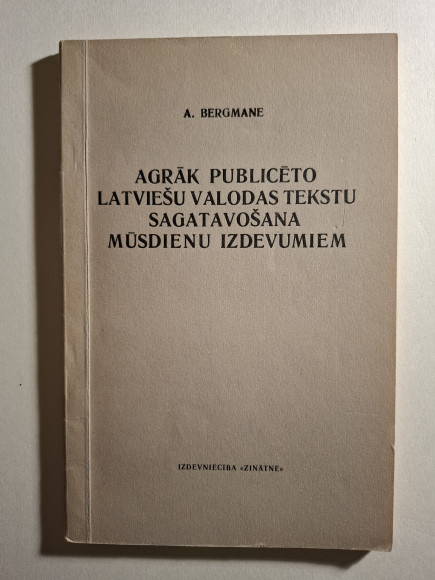 A. BERGMANE
AGRĀK PUBLICĒTO
LATVIEŠU VALODAS TEKSTU
SAGATAVOŠANA
MŪSDIENU IZDEVUMIEM
IZDEVNIECĪBA «ZINĀTNE»